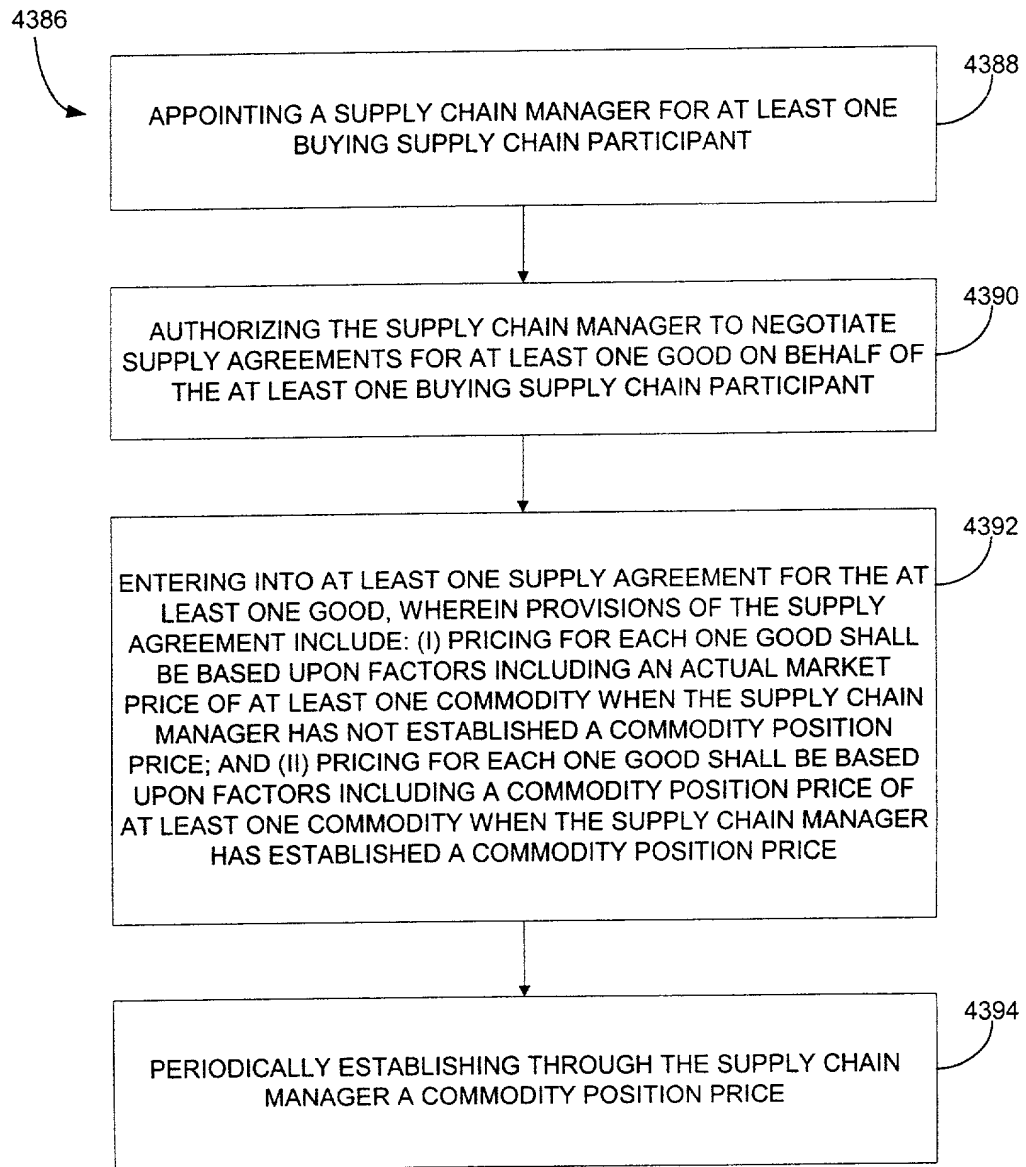 4386
4388
APPOINTING A SUPPLY CHAIN MANAGER FOR AT LEAST ONE
BUYING SUPPLY CHAIN PARTICIPANT
4390
AUTHORIZING THE SUPPLY CHAIN MANAGER TO NEGOTIATE
SUPPLY AGREEMENTS FOR AT LEAST ONE GOOD ON BEHALF OF
THE AT LEAST ONE BUYING SUPPLY CHAIN PARTICIPANT
4392
ENTERING INTO AT LEAST ONE SUPPLY AGREEMENT FOR THE AT
LEAST ONE GOOD, WHEREIN PROVISIONS OF THE SUPPLY
AGREEMENT INCLUDE: (I) PRICING FOR EACH ONE GOOD SHALL
BE BASED UPON FACTORS INCLUDING AN ACTUAL MARKET
PRICE OF AT LEAST ONE COMMODITY WHEN THE SUPPLY CHAIN
MANAGER HAS NOT ESTABLISHED A COMMODITY POSITION
PRICE; AND (II) PRICING FOR EACH ONE GOOD SHALL BE BASED
UPON FACTORS INCLUDING A COMMODITY POSITION PRICE OF
AT LEAST ONE COMMODITY WHEN THE SUPPLY CHAIN MANAGER
HAS ESTABLISHED A COMMODITY POSITION PRICE
4394
PERIODICALLY ESTABLISHING THROUGH THE SUPPLY CHAIN
MANAGER A COMMODITY POSITION PRICE